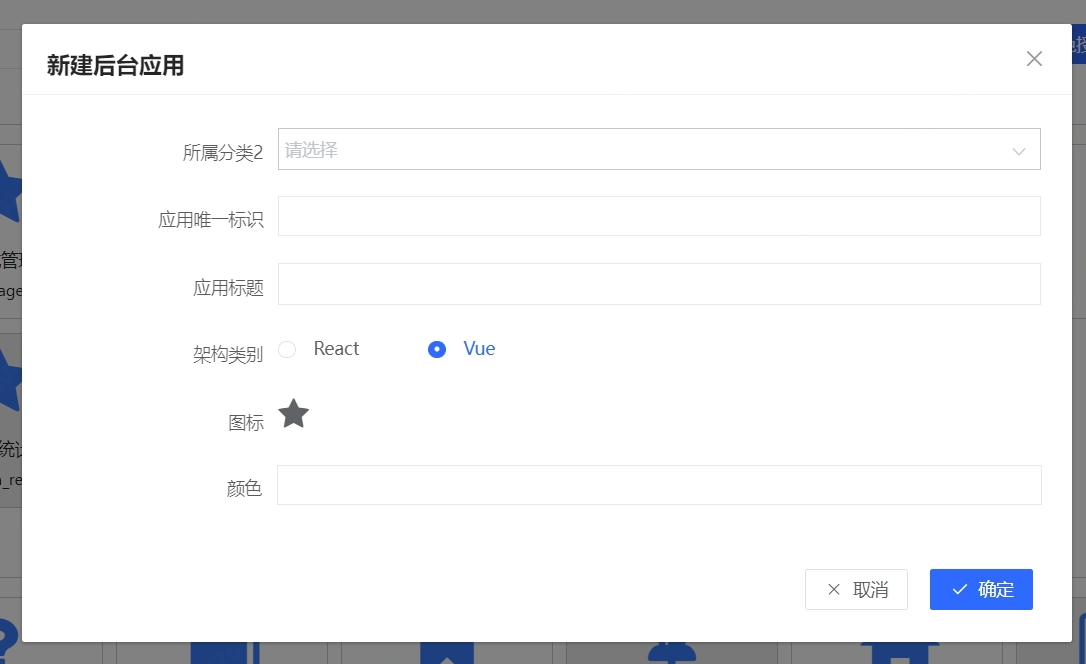 新建后台应用
所属分类2 请选择
应用唯一标识
应用标题
架构类别 React Vue
图标
颜色
取消 确定